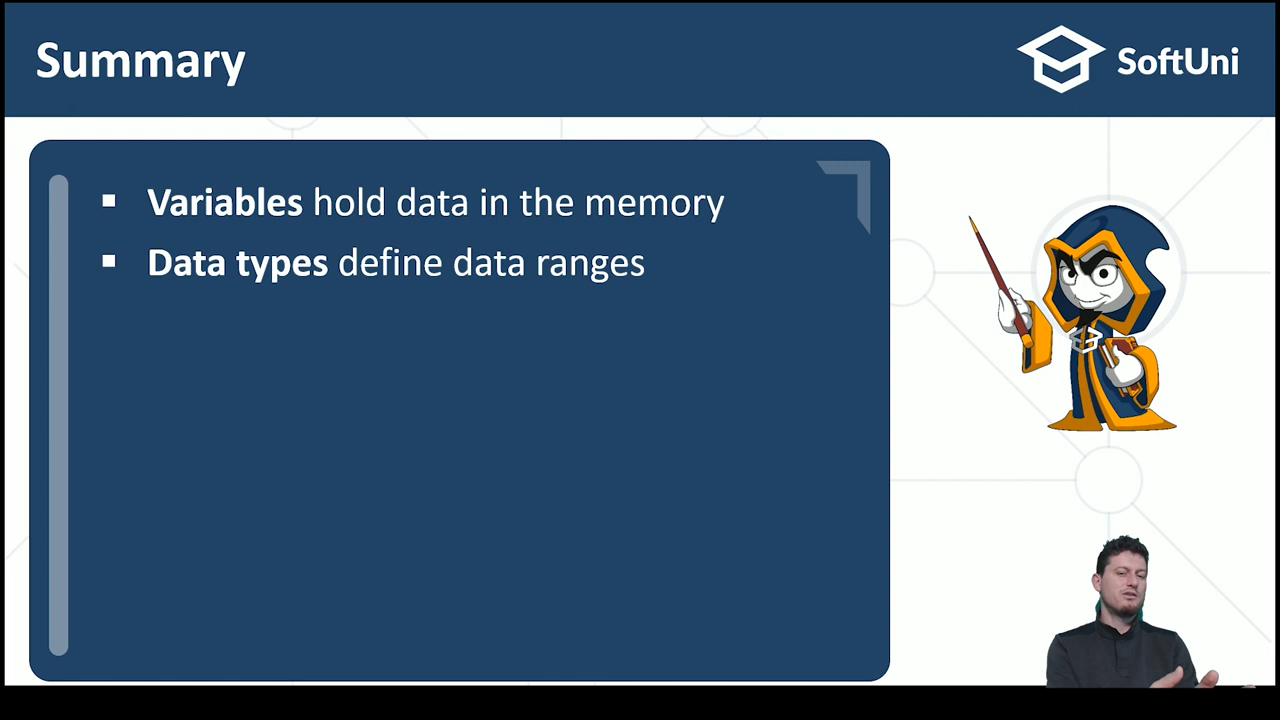 Summary
SoftUni
▪ Variables hold data in the memory
▪ Data types define data ranges